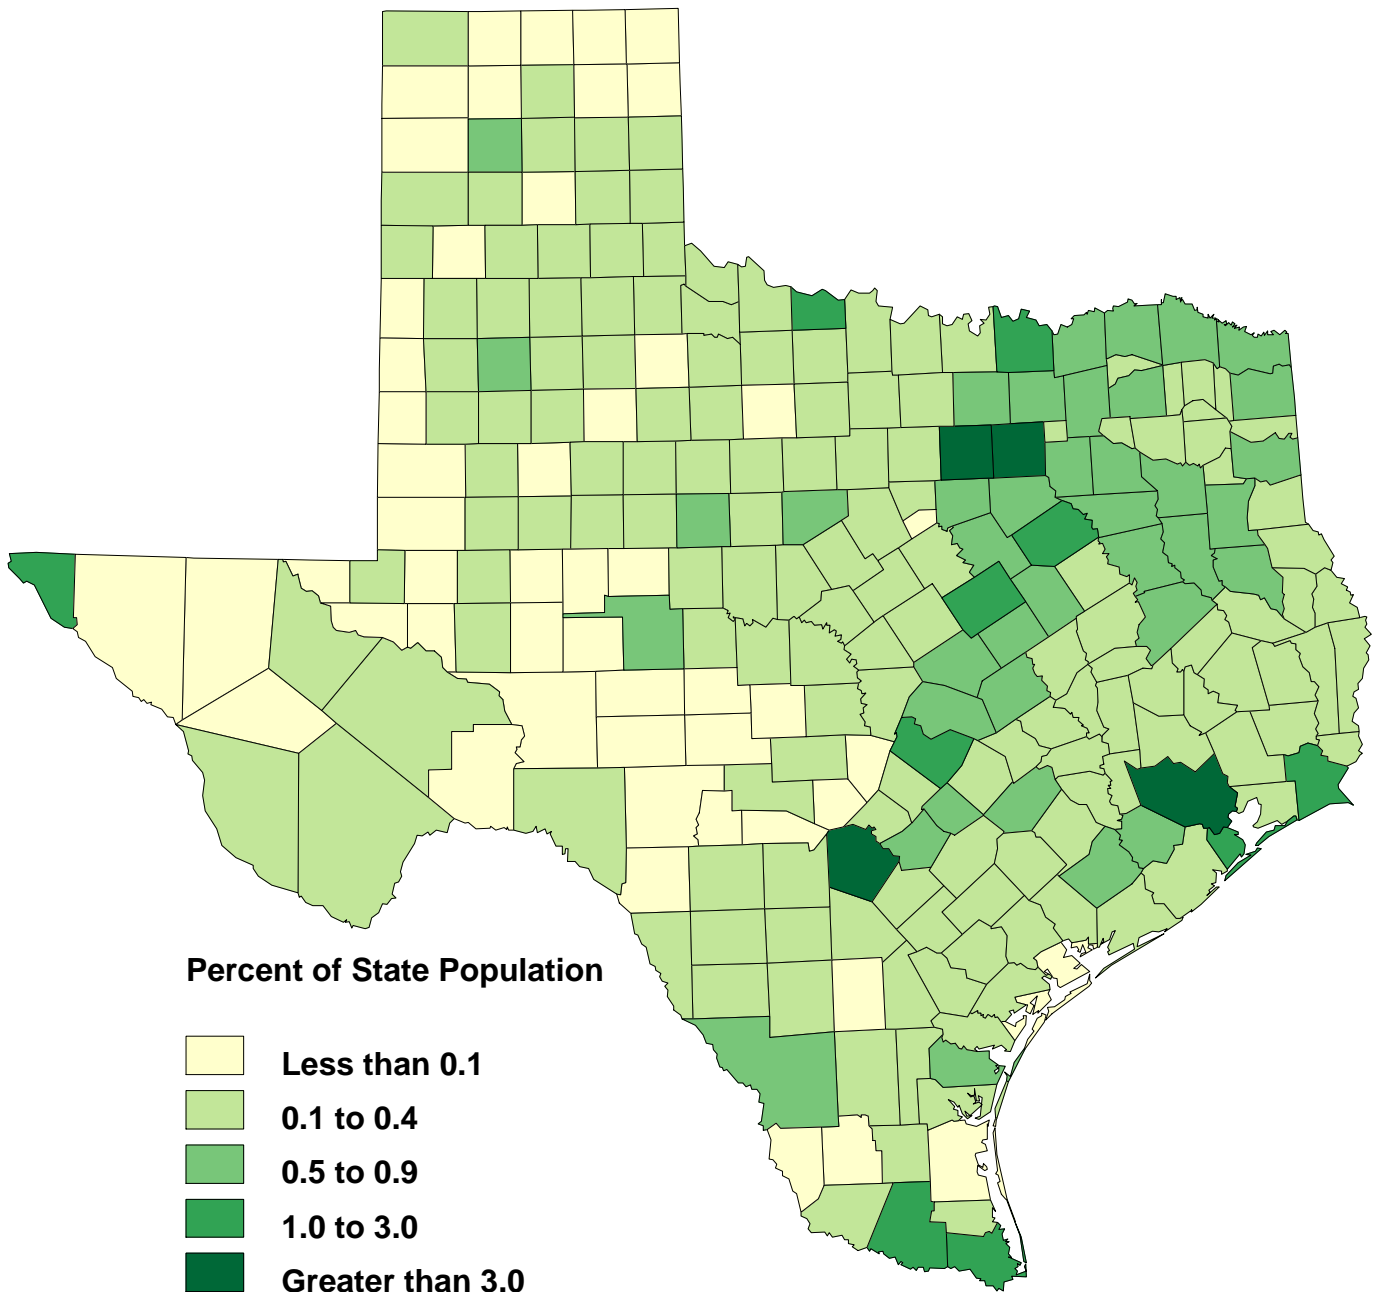 Percent of State Population
Less than 0.1
0.1 to 0.4
0.5 to 0.9
1.0 to 3.0
Greater than 3.0